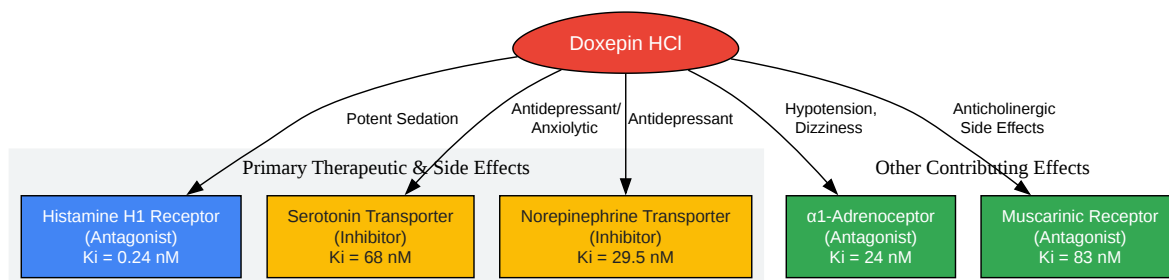 Doxepin HCl
Potent Sedation
Antidepressant/
Anxiolytic
Antidepressant
Hypotension,
Dizziness
Anticholinergic
Side Effects
Primary Therapeutic & Side Effects
Other Contributing Effects
Histamine H1 Receptor
(Antagonist)
Ki = 0.24 nM
Serotonin Transporter
(Inhibitor)
Ki = 68 nM
Norepinephrine Transporter
(Inhibitor)
Ki = 29.5 nM
α1-Adrenoceptor
(Antagonist)
Ki = 24 nM
Muscarinic Receptor
(Antagonist)
Ki = 83 nM